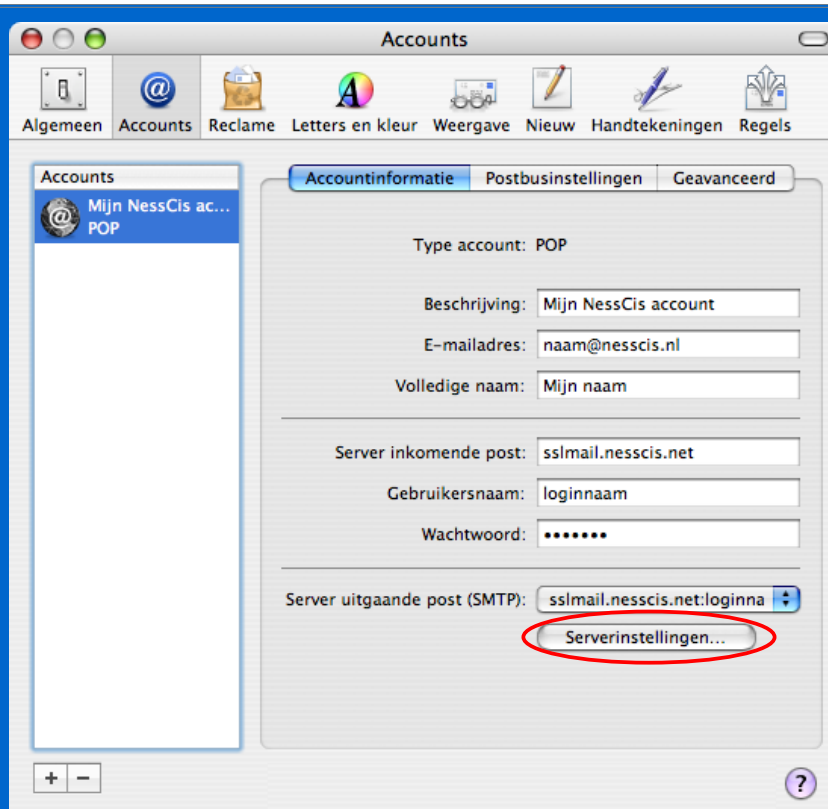 Accounts
Algemeen Accounts Reclame Letters en kleur Weergave Nieuw Handtekeningen Regels
Accounts
Mijn NessCis ac...
POP
Accountinformatie Postbusinstellingen Geavanceerd
Type account: POP
Beschrijving: Mijn NessCis account
E-mailadres: naam@nesscis.nl
Volledige naam: Mijn naam
Server inkomende post: sslmail.nesscis.net
Gebruikersnaam: loginnaam
Wachtwoord: •••••••
Server uitgaande post (SMTP): sslmail.nesscis.net:loginna
Serverinstellingen...
+ − ?